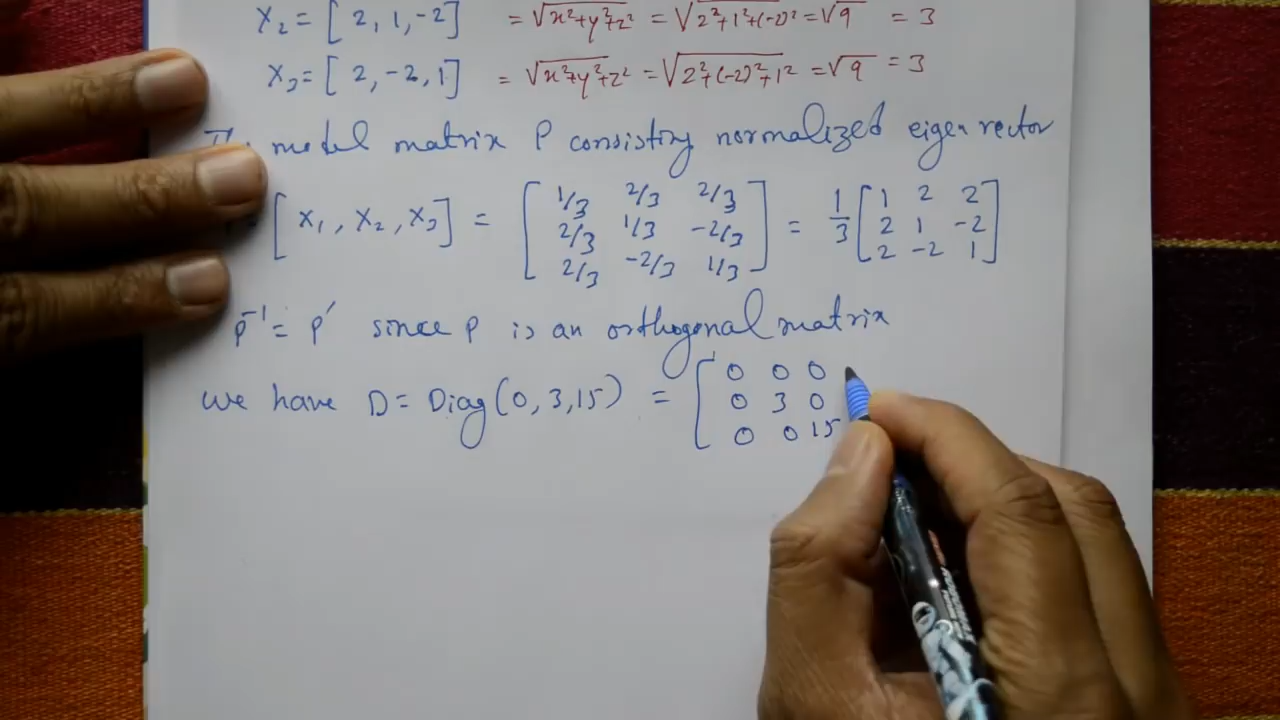 X₂ = [ 2, 1, -2] = √x²+y²+z² = √2²+1²+(-2)² = √9 = 3
X₃ = [ 2, -2, 1] = √x²+y²+z² = √2²+(-2)²+1² = √9 = 3
model matrix P consisting normalized eigen vector
[ X₁, X₂, X₃] = [ 1/3 2/3 2/3 ] = 1/3 [ 1 2 2 ]
2/3 1/3 -2/3 2 1 -2
2/3 -2/3 1/3 2 -2 1
P⁻¹ = P′ since P is an orthogonal matrix
we have D = Diag (0, 3, 15) = [ 0 0 0
0 3 0
0 0 15